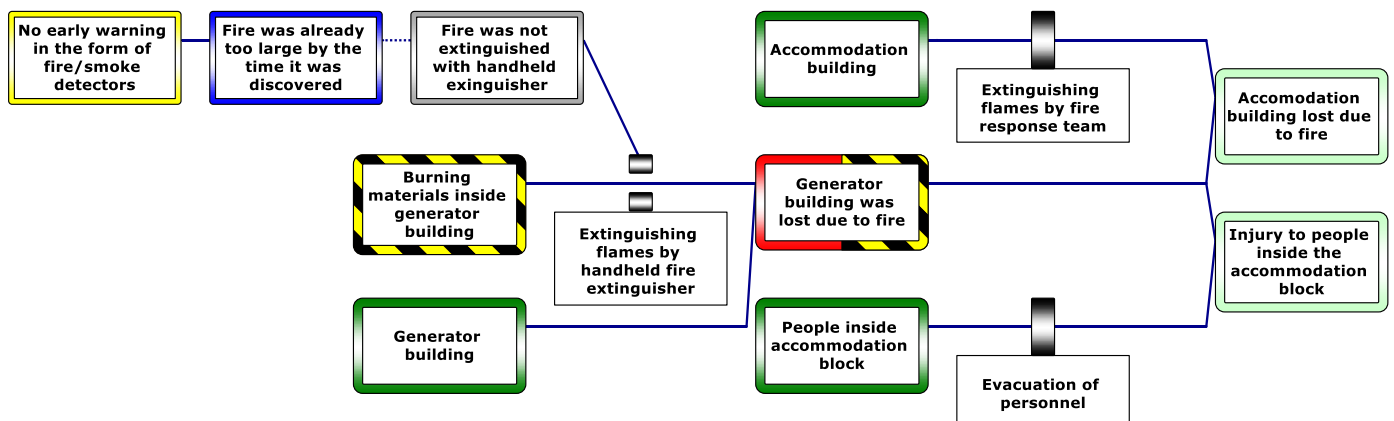 No early warning
in the form of
fire/smoke
detectors
Fire was already
too large by the
time it was
discovered
Fire was not
extinguished
with handheld
exinguisher
Accommodation
building
Extinguishing
flames by fire
response team
Accomodation
building lost due
to fire
Burning
materials inside
generator
building
Extinguishing
flames by
handheld fire
extinguisher
Generator
building was
lost due to fire
Injury to people
inside the
accommodation
block
Generator
building
People inside
accommodation
block
Evacuation of
personnel